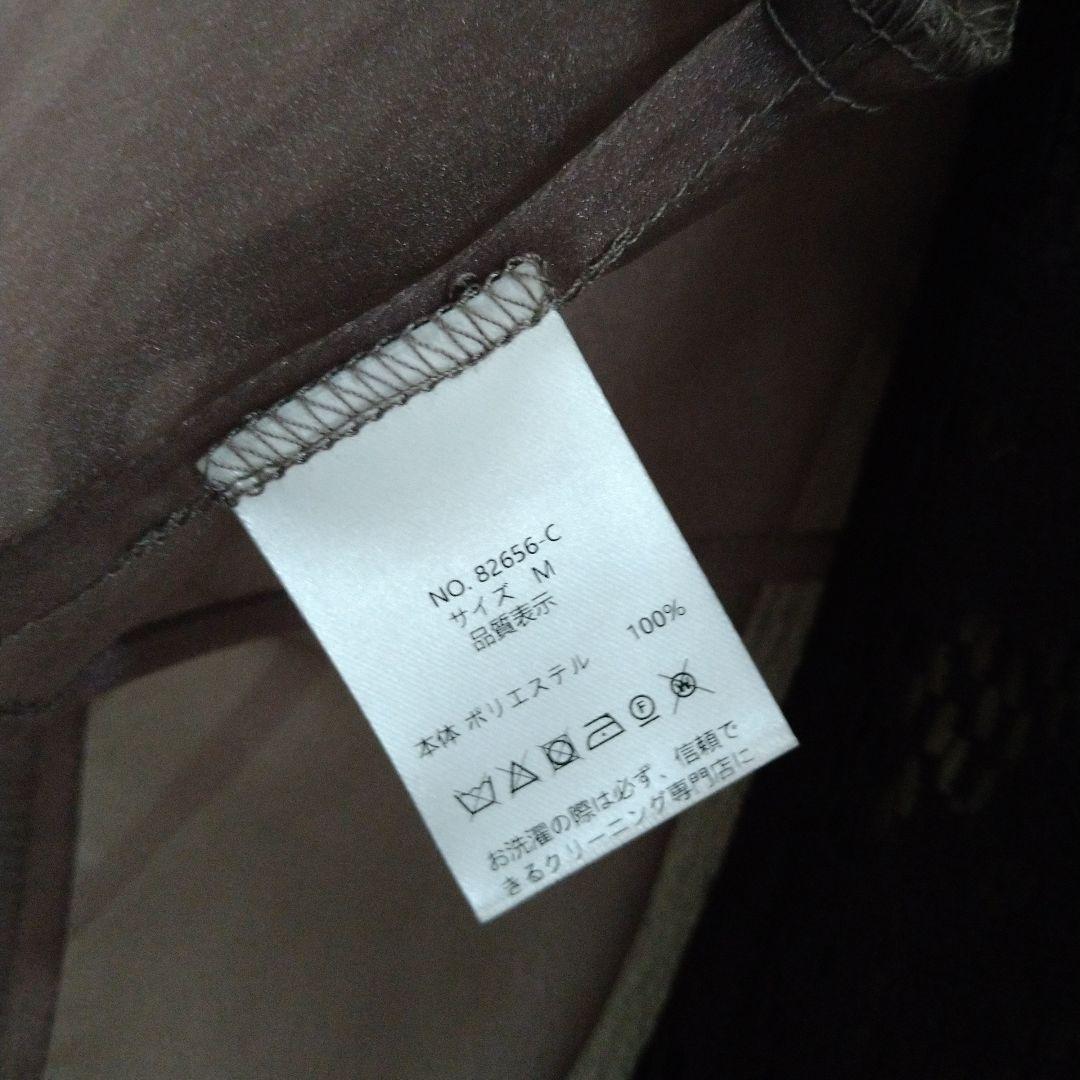 NO. 82656-C
サイズ M
品質表示
本体 ポリエステル 100%
F
W
お洗濯の際は必ず、信頼で
きるクリーニング専門店に